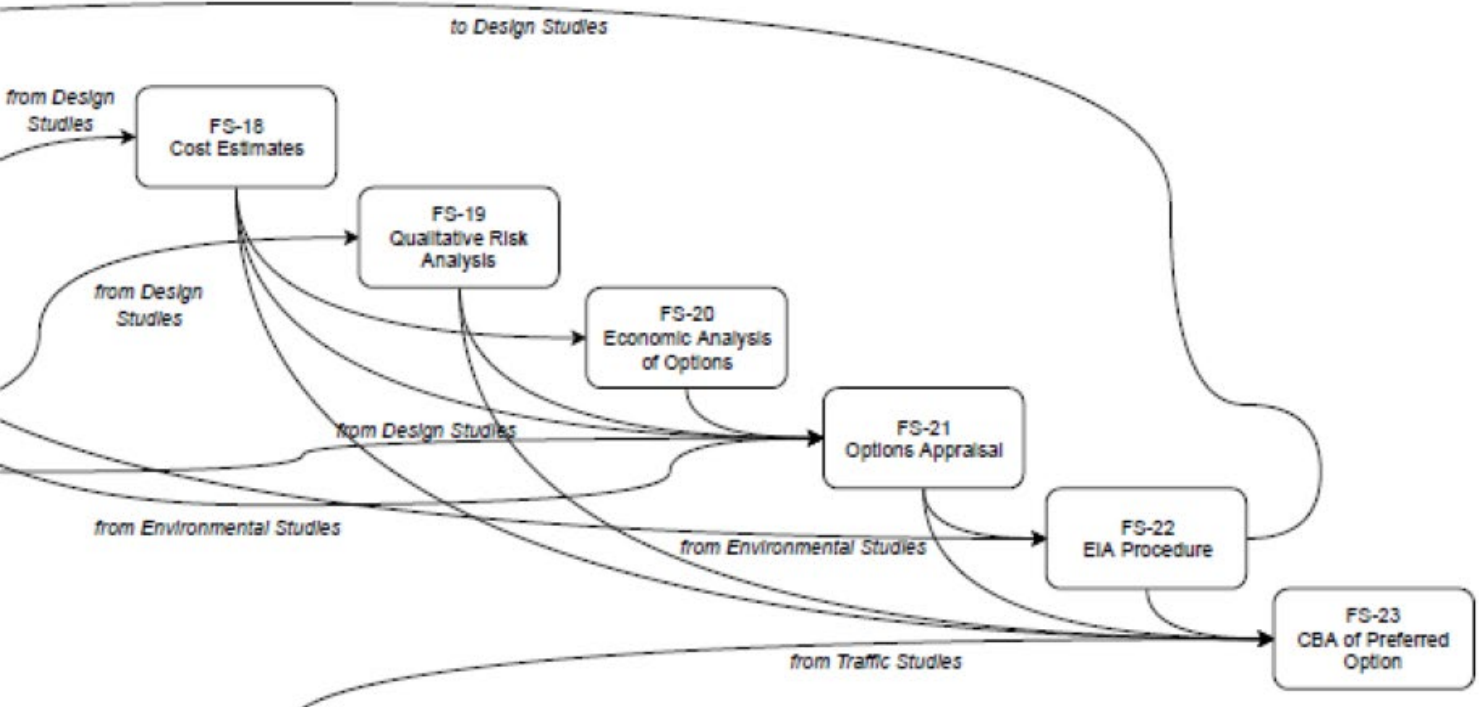 to Design Studies
from Design
Studies
FS-18
Cost Estimates
FS-19
Qualitative Risk
Analysis
from Design
Studies
FS-20
Economic Analysis
of Options
from Design Studies
FS-21
Options Appraisal
from Environmental Studies
from Environmental Studies
FS-22
EIA Procedure
FS-23
CBA of Preferred
Option
from Traffic Studies